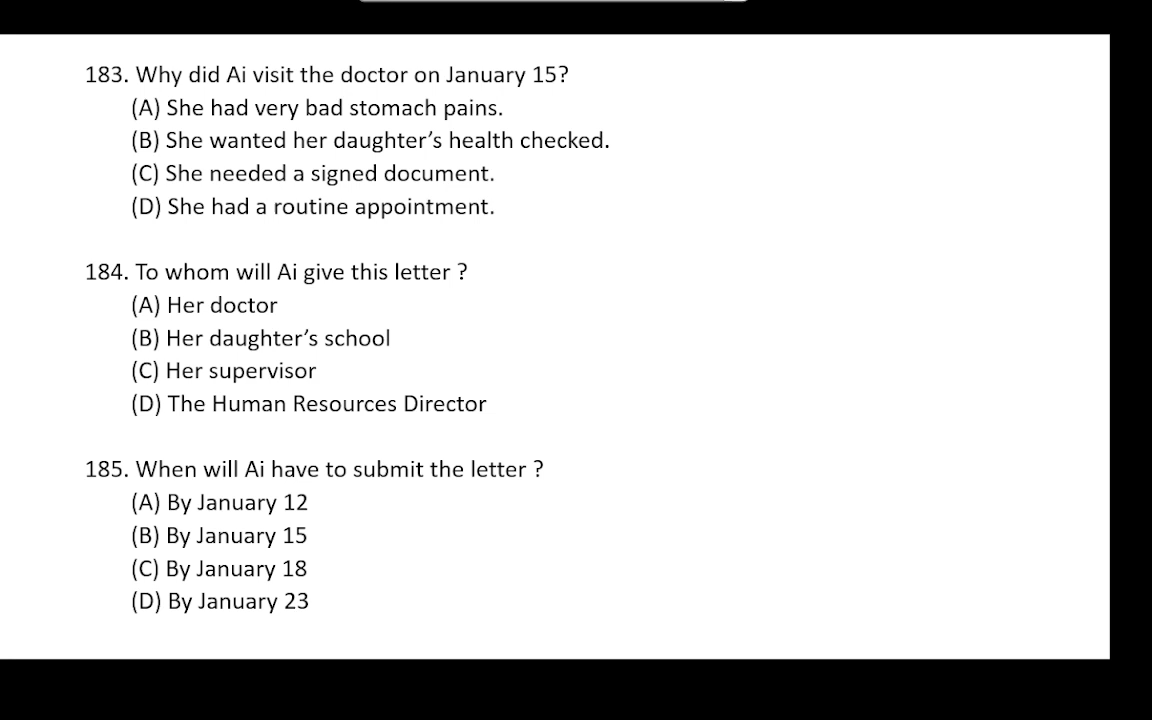 183. Why did Ai visit the doctor on January 15?
(A) She had very bad stomach pains.
(B) She wanted her daughter’s health checked.
(C) She needed a signed document.
(D) She had a routine appointment.
184. To whom will Ai give this letter ?
(A) Her doctor
(B) Her daughter’s school
(C) Her supervisor
(D) The Human Resources Director
185. When will Ai have to submit the letter ?
(A) By January 12
(B) By January 15
(C) By January 18
(D) By January 23